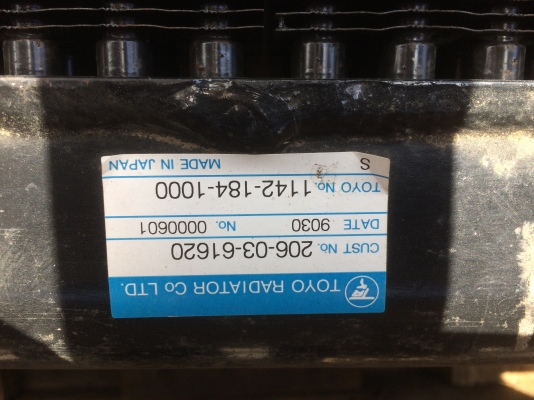 TOYO RADIATOR Co LTD.
CUST No. 206-03-61620
DATE 9030 No. 0000601
TOYO No. 1142-184-1000
S MADE IN JAPAN